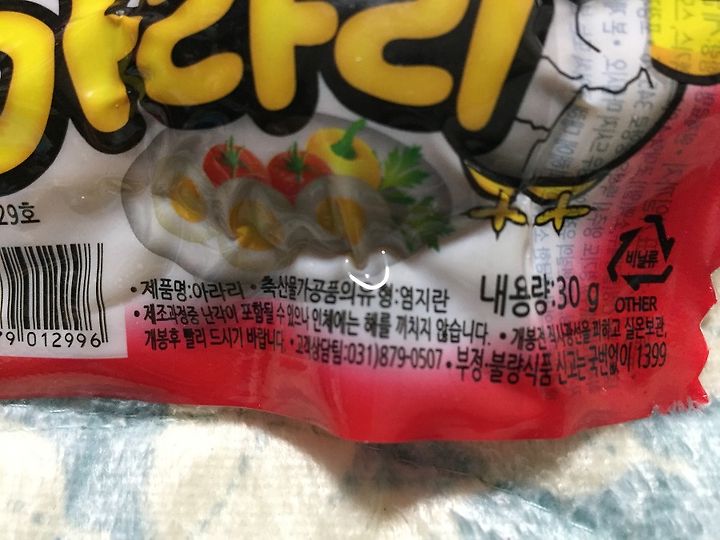 아라리
29호
9 012996
• 제품명:아라리 • 축산물가공품의유형:염지란 내용량:30 g
• 제조과정중 난각이 포함될 수 있으나 인체에는 해를 끼치지 않습니다. • 개봉전 직사광선을 피하고 실온보관,
개봉후 빨리 드시기 바랍니다. • 고객상담팀:031)879-0507 • 부정·불량식품 신고는 국번없이 1399
비닐류
OTHER